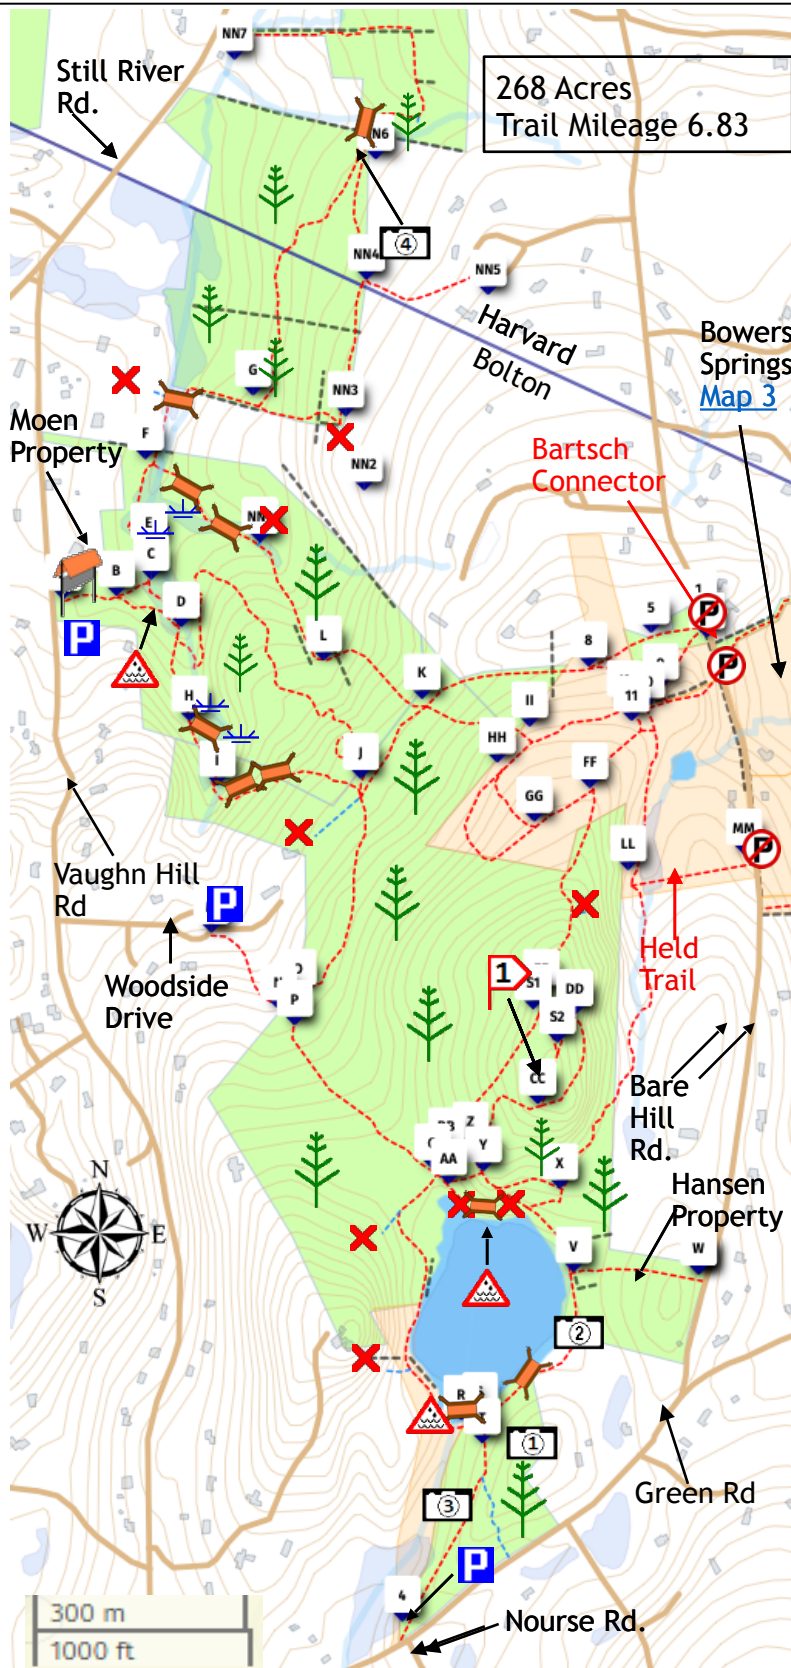 NN7
Still River
Rd.
268 Acres
Trail Mileage 6.83
N6
4
NN4
NN5
Harvard
Bolton
Bowers
Springs
Map 3
G
NN3
Moen
Property
F
NN2
Bartsch
Connector
E
NN
C
B
D
P
1
P
5
P
L
8
K
H
II
11
HH
J
I
FF
GG
MM
P
LL
Vaughn Hill
Rd
P
Held
Trail
Woodside
Drive
P
1
S1
DD
S2
CC
Bare
Hill
Rd.
Z
Y
AA
X
N
W
E
S
Hansen
Property
V
W
2
R
1
Green Rd
3
P
4
Nourse Rd.
300 m
1000 ft